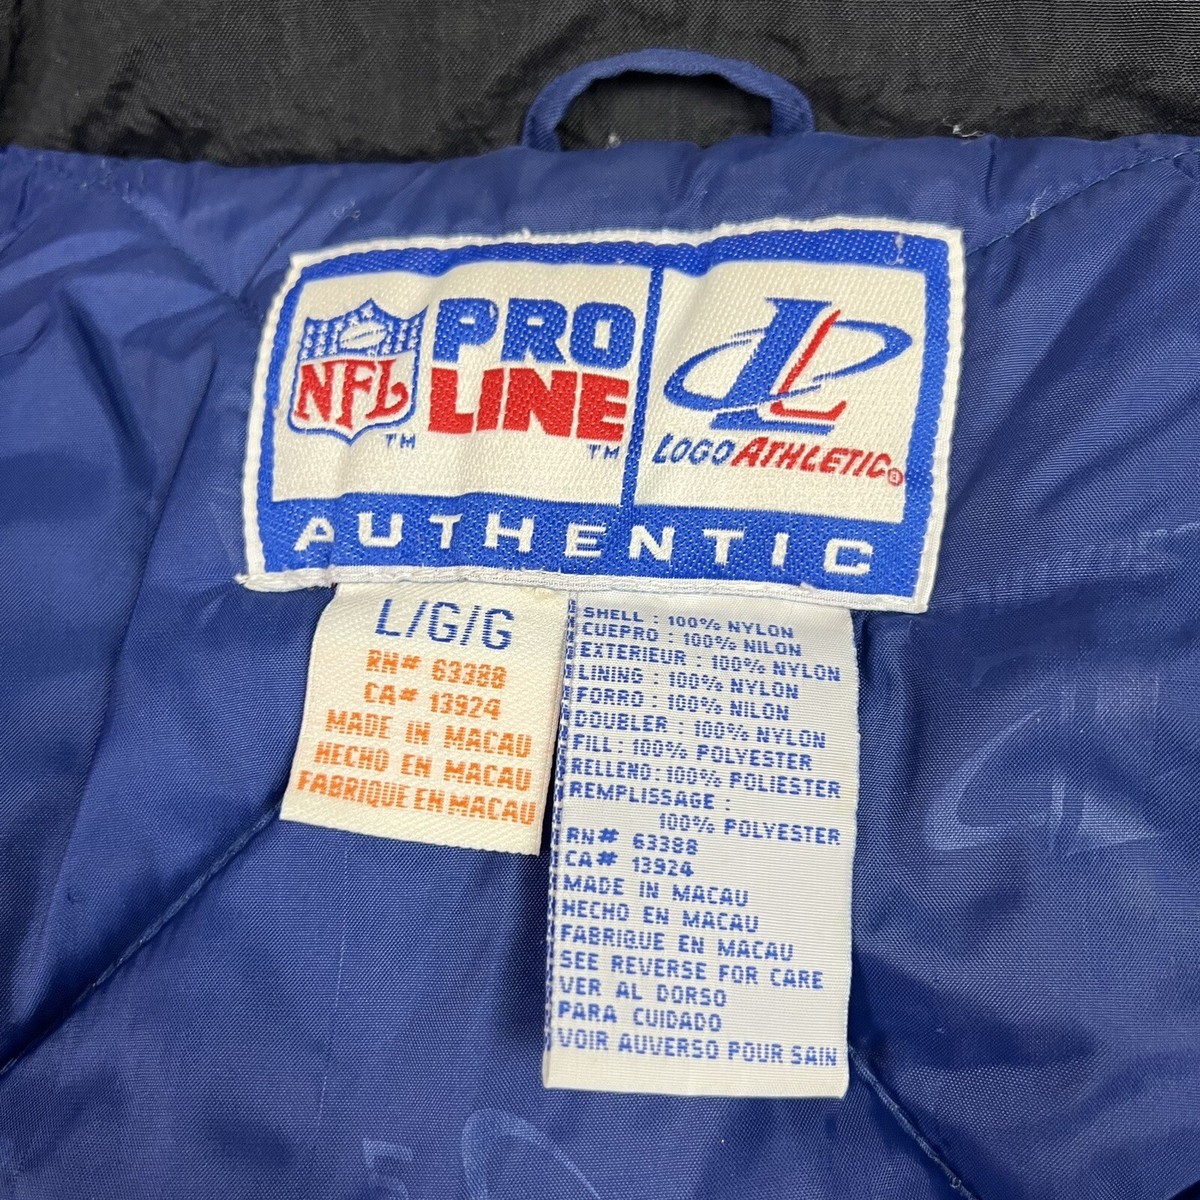 NFL
TM
PRO
LINE
TM
LL
LOGO ATHLETIC®
AUTHENTIC
L/G/G
RN# 63388
CA# 13924
MADE IN MACAU
HECHO EN MACAU
FABRIQUE EN MACAU
SHELL : 100% NYLON
CUEPRO : 100% NILON
EXTERIEUR : 100% NYLON
LINING : 100% NYLON
FORRO : 100% NILON
DOUBLER : 100% NYLON
FILL : 100% POLYESTER
RELLENO : 100% POLIESTER
REMPLISSAGE :
100% POLYESTER
RN# 63388
CA# 13924
MADE IN MACAU
HECHO EN MACAU
FABRIQUE EN MACAU
SEE REVERSE FOR CARE
VER AL DORSO
PARA CUIDADO
VOIR AUVERSO POUR SAIN